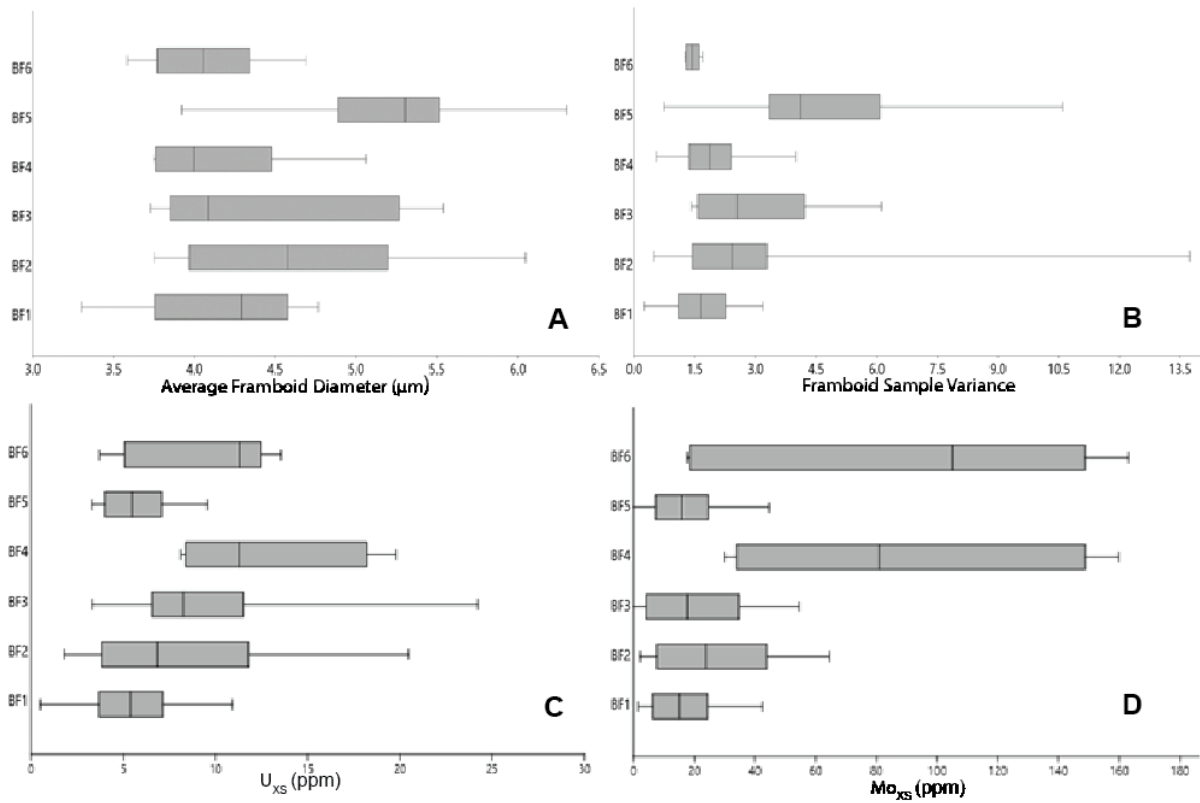 BF6
BF5
BF4
BF3
BF2
BF1
A
3.0 3.5 4.0 4.5 5.0 5.5 6.0 6.5
Average Framboid Diameter (μm)
BF6
BF5
BF4
BF3
BF2
BF1
B
0.0 1.5 3.0 4.5 6.0 7.5 9.0 10.5 12.0 13.5
Framboid Sample Variance
BF6
BF5
BF4
BF3
BF2
BF1
C
0 5 10 15 20 25 30
U_XS (ppm)
BF6
BF5
BF4
BF3
BF2
BF1
D
0 20 40 60 80 100 120 140 160 180
Mo_XS (ppm)